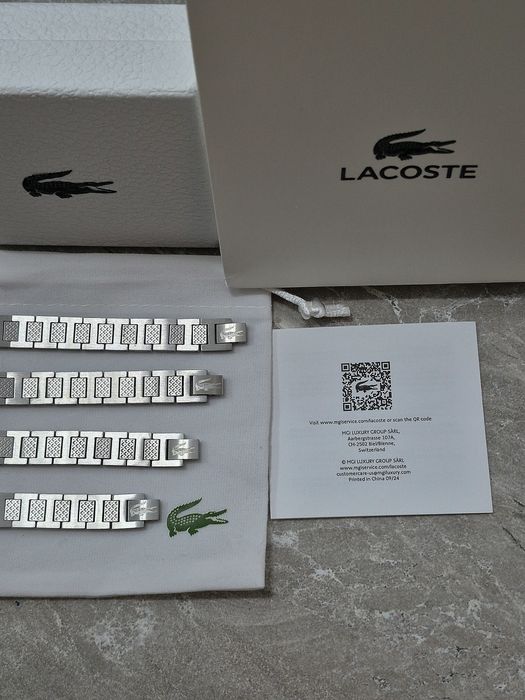 LACOSTE
Visit www.mgiservice.com/lacoste or scan the QR code
MGI LUXURY GROUP SÀRL,
Aarbergstrasse 107A,
CH-2502 Biel/Bienne,
Switzerland
© MGI LUXURY GROUP SÀRL
www.mgiservice.com/lacoste
customercare-us@mgiluxury.com
Printed in China 09/24